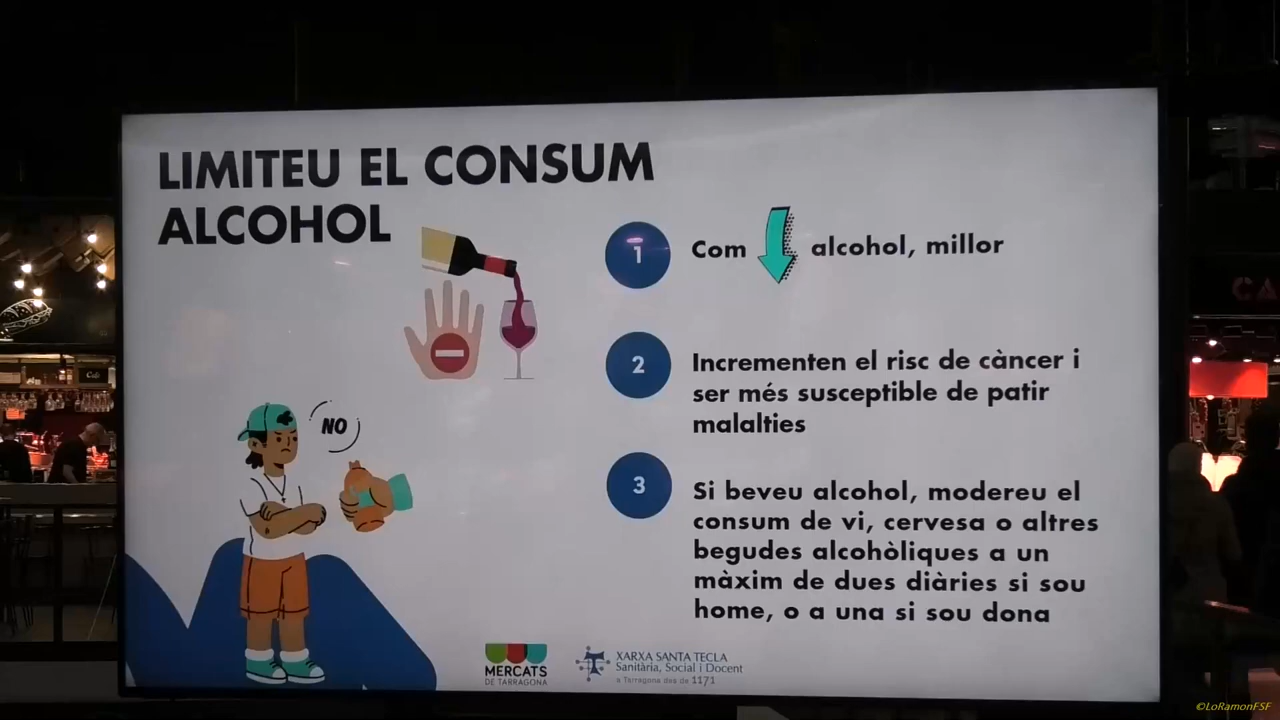 LIMITEU EL CONSUM
ALCOHOL
NO
1
Com alcohol, millor
2
Incrementen el risc de càncer i
ser més susceptible de patir
malalties
3
Si beveu alcohol, modereu el
consum de vi, cervesa o altres
begudes alcohòliques a un
màxim de dues diàries si sou
home, o a una si sou dona
MERCATS
DE TARRAGONA
XARXA SANTA TECLA
Sanitària, Social i Docent
a Tarragona des de 1171
Café
CA
©LoRamonFSF